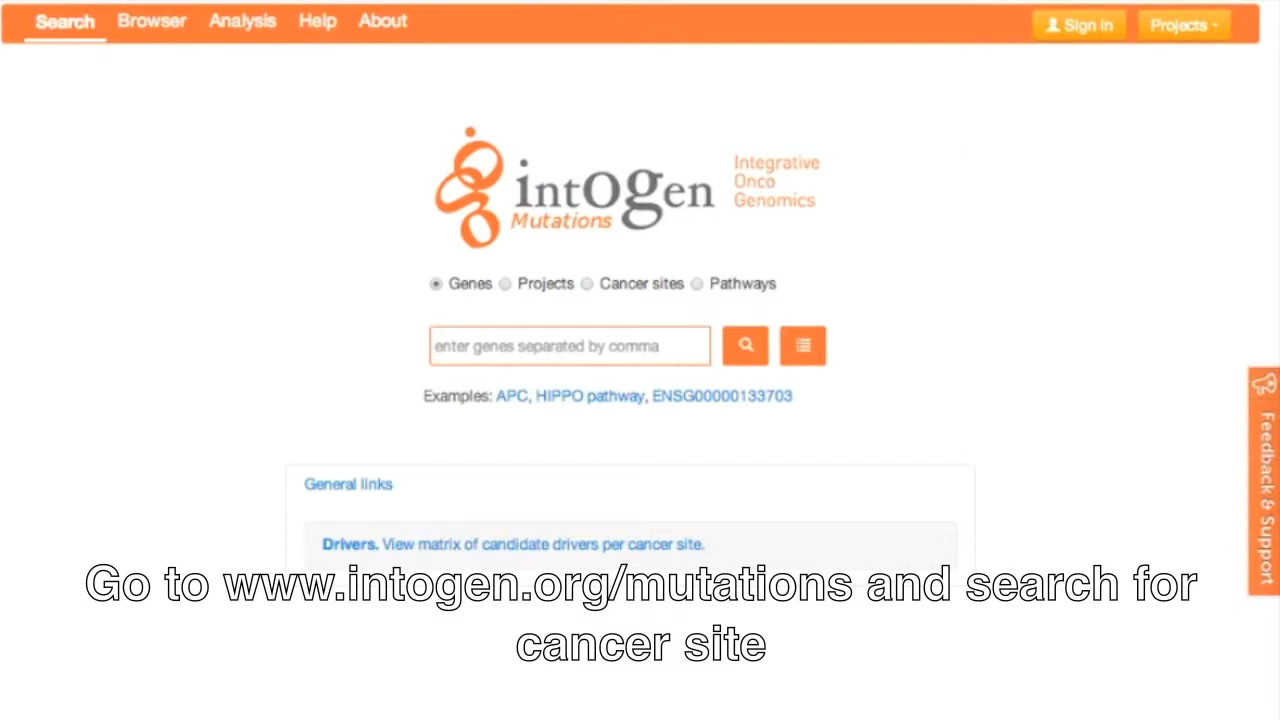 Search Browser Analysis Help About Sign in Projects
intOgen
Mutations
Integrative
Onco
Genomics
Genes Projects Cancer sites Pathways
enter genes separated by comma
Examples: APC, HIPPO pathway, ENSG00000133703
General links
Drivers. View matrix of candidate drivers per cancer site.
Go to www.intogen.org/mutations and search for
cancer site
Feedback & Support